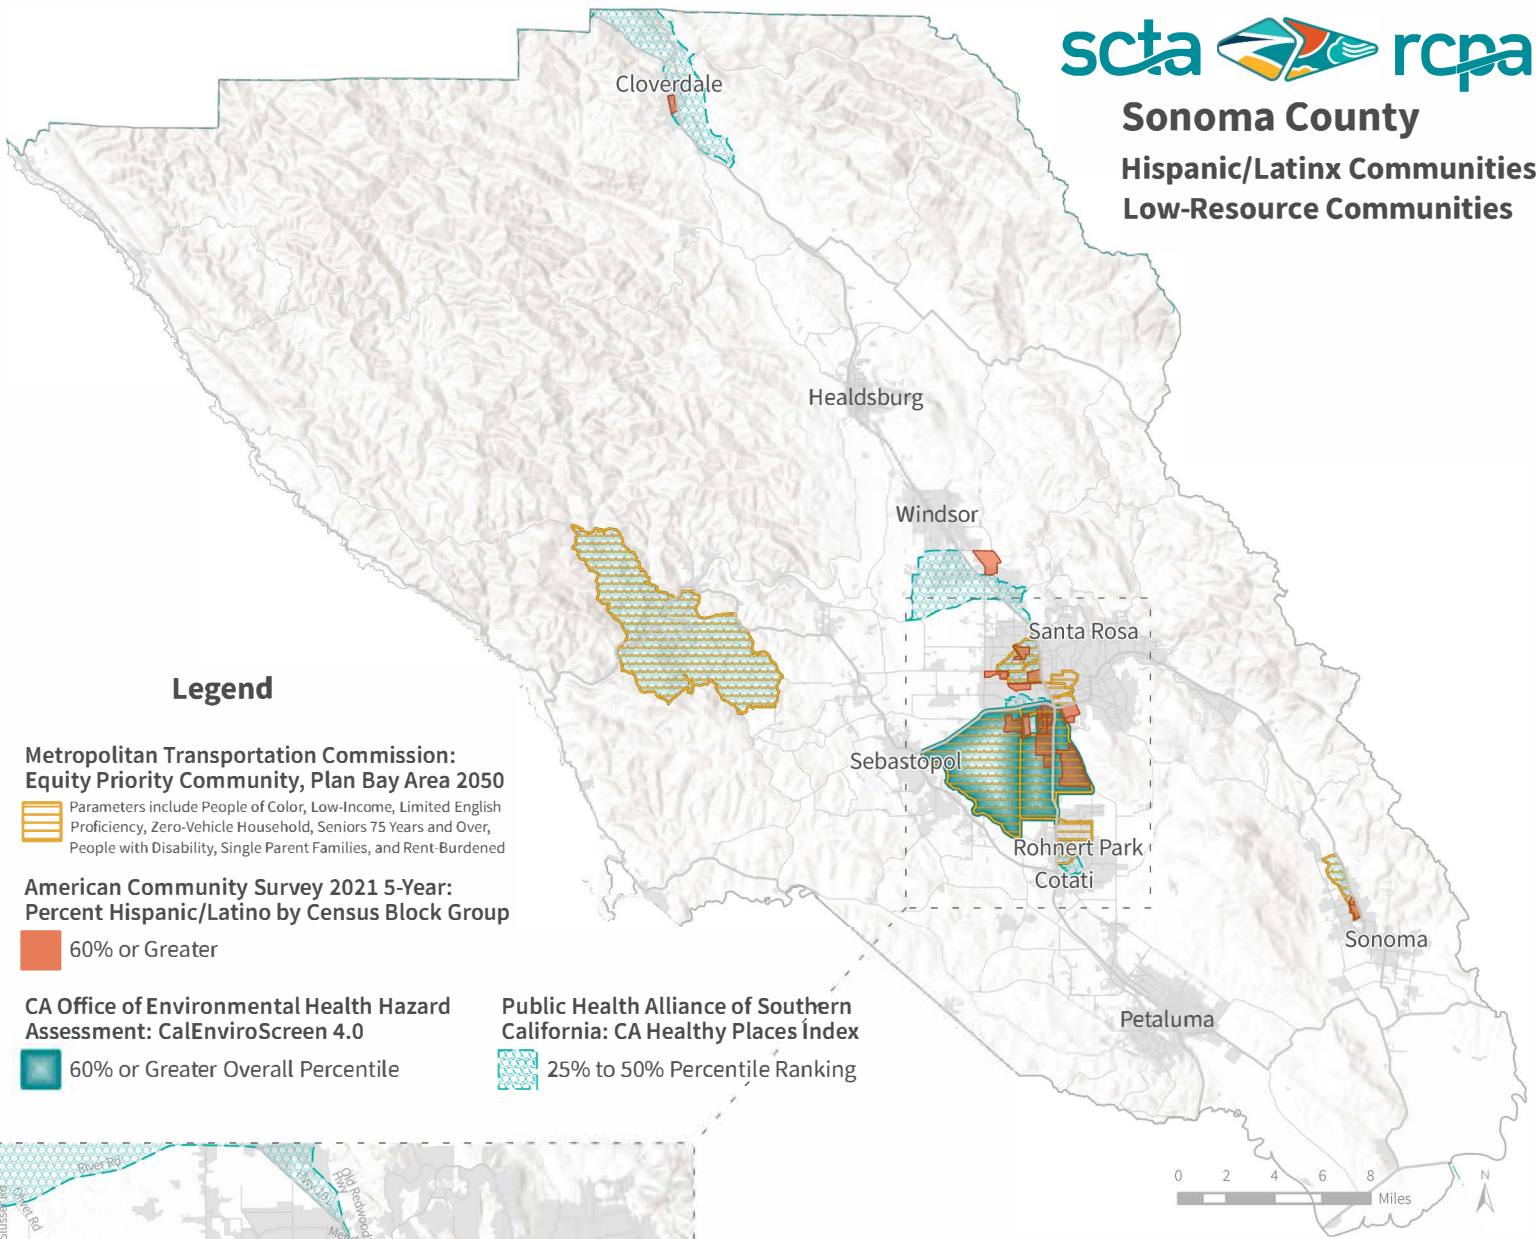 scta rcpa
Sonoma County
Hispanic/Latinx Communities
Low-Resource Communities
Cloverdale
Healdsburg
Windsor
Santa Rosa
Sebastopol
Rohnert Park
Cotati
Sonoma
Petaluma
Legend
Metropolitan Transportation Commission:
Equity Priority Community, Plan Bay Area 2050
Parameters include People of Color, Low-Income, Limited English
Proficiency, Zero-Vehicle Household, Seniors 75 Years and Over,
People with Disability, Single Parent Families, and Rent-Burdened
American Community Survey 2021 5-Year:
Percent Hispanic/Latino by Census Block Group
60% or Greater
CA Office of Environmental Health Hazard
Assessment: CalEnviroScreen 4.0
60% or Greater Overall Percentile
Public Health Alliance of Southern
California: CA Healthy Places Index
25% to 50% Percentile Ranking
0 2 4 6 8
Miles
N
River Rd
Olivet Rd
Hwy 101
Old Redwood
Hwy